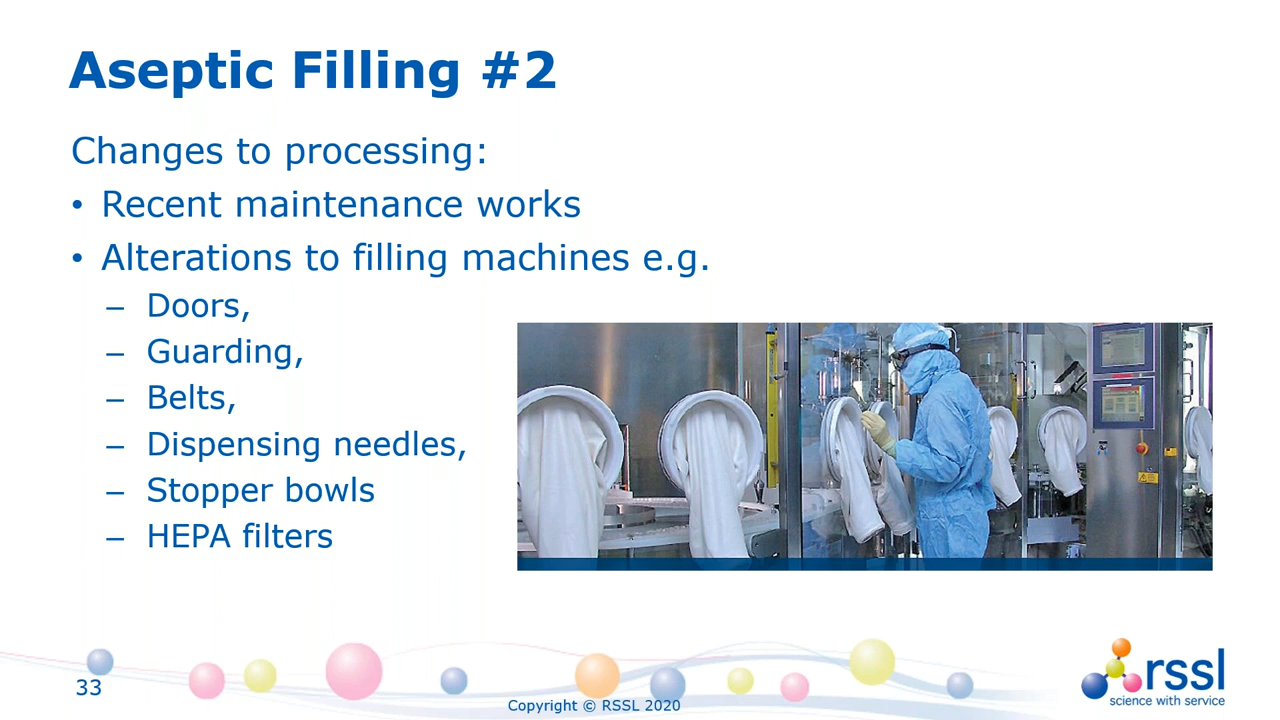 Aseptic Filling #2
Changes to processing:
• Recent maintenance works
• Alterations to filling machines e.g.
– Doors,
– Guarding,
– Belts,
– Dispensing needles,
– Stopper bowls
– HEPA filters
33
Copyright © RSSL 2020
rssl
science with service